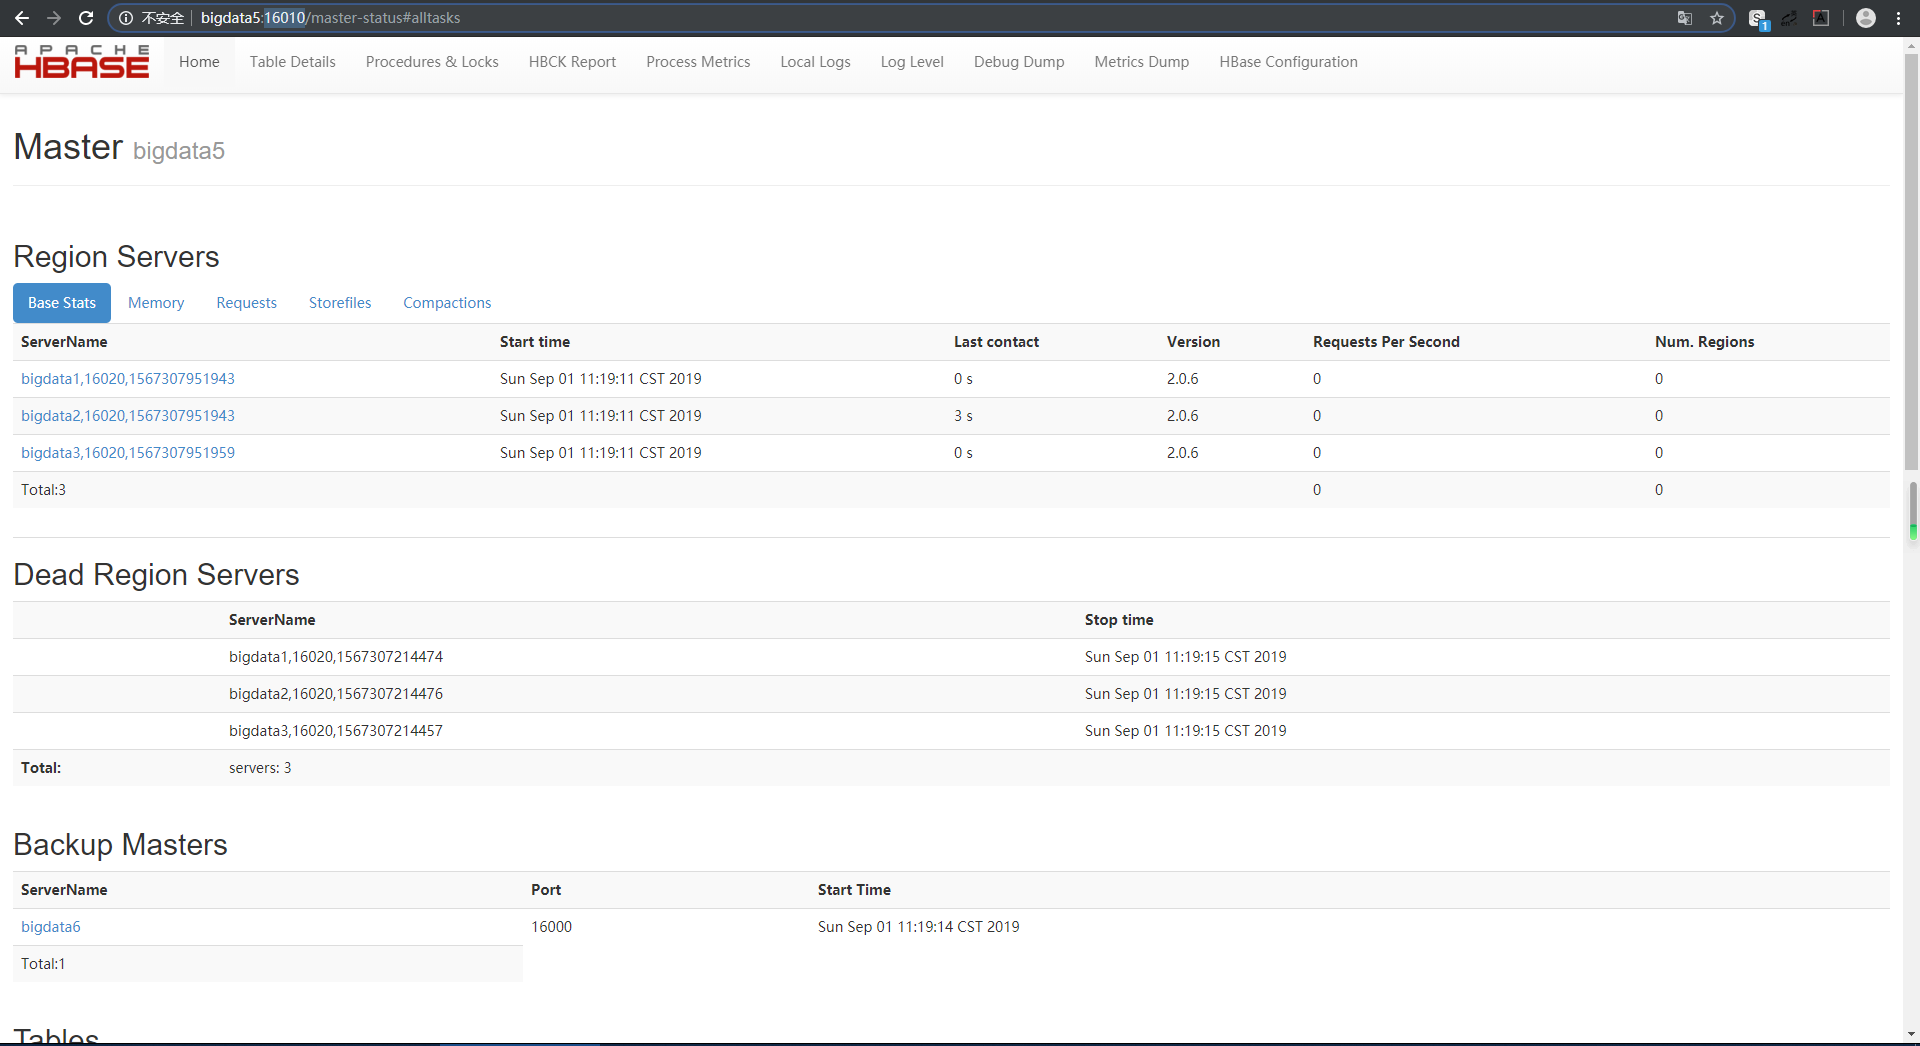 不安全 bigdata5:16010/master-status#alltasks
APACHE
HBASE
Home Table Details Procedures & Locks HBCK Report Process Metrics Local Logs Log Level Debug Dump Metrics Dump HBase Configuration
Master bigdata5
Region Servers
Base Stats Memory Requests Storefiles Compactions
ServerName Start time Last contact Version Requests Per Second Num. Regions
bigdata1,16020,1567307951943 Sun Sep 01 11:19:11 CST 2019 0 s 2.0.6 0 0
bigdata2,16020,1567307951943 Sun Sep 01 11:19:11 CST 2019 3 s 2.0.6 0 0
bigdata3,16020,1567307951959 Sun Sep 01 11:19:11 CST 2019 0 s 2.0.6 0 0
Total:3 0 0
Dead Region Servers
ServerName Stop time
bigdata1,16020,1567307214474 Sun Sep 01 11:19:15 CST 2019
bigdata2,16020,1567307214476 Sun Sep 01 11:19:15 CST 2019
bigdata3,16020,1567307214457 Sun Sep 01 11:19:15 CST 2019
Total: servers: 3
Backup Masters
ServerName Port Start Time
bigdata6 16000 Sun Sep 01 11:19:14 CST 2019
Total:1
Tables